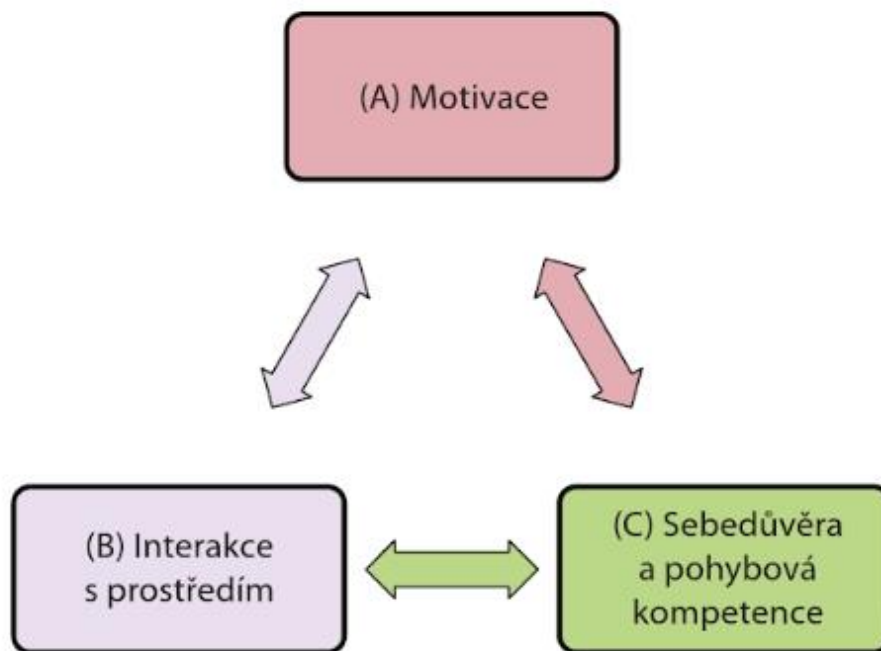 (A) Motivace
(B) Interakce
s prostředím
(C) Sebedůvěra
a pohybová
kompetence